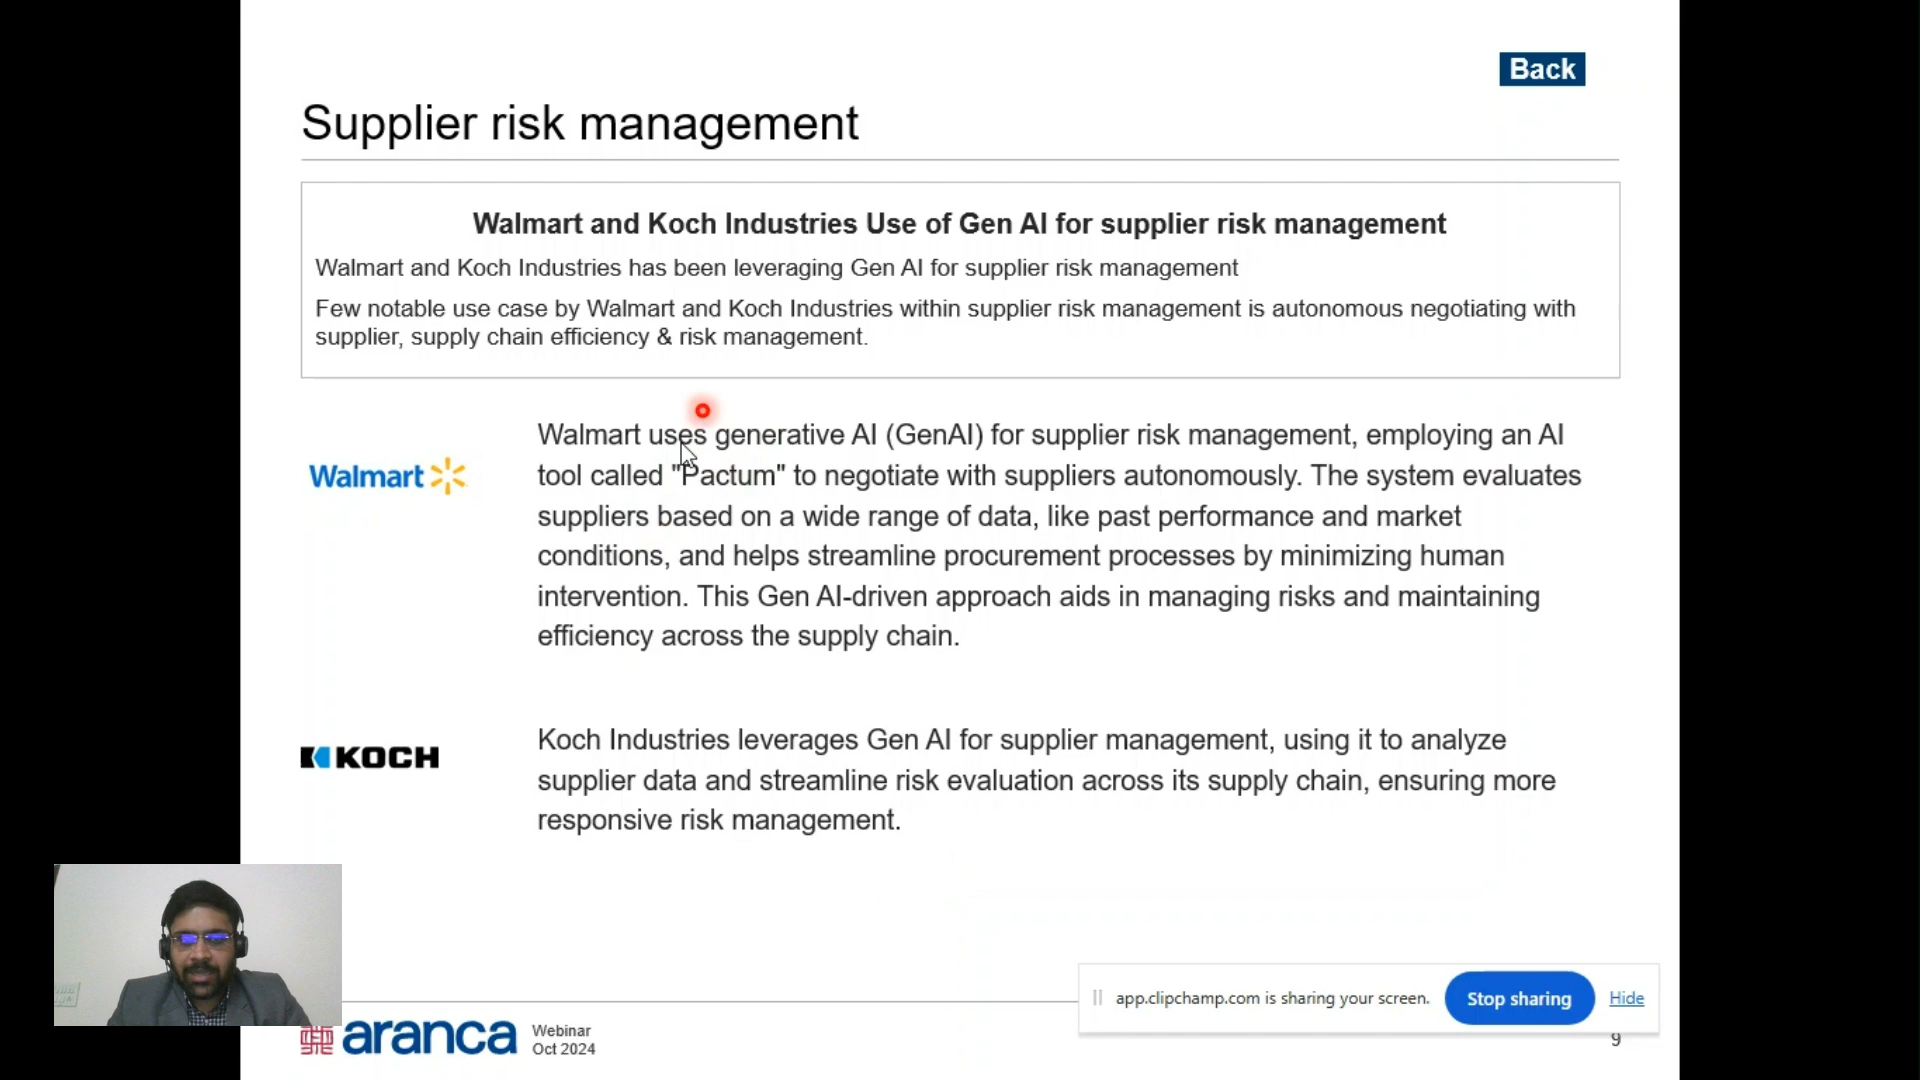 Back
Supplier risk management
Walmart and Koch Industries Use of Gen AI for supplier risk management
Walmart and Koch Industries has been leveraging Gen AI for supplier risk management
Few notable use case by Walmart and Koch Industries within supplier risk management is autonomous negotiating with
supplier, supply chain efficiency & risk management.
Walmart
Walmart uses generative AI (GenAI) for supplier risk management, employing an AI
tool called "Pactum" to negotiate with suppliers autonomously. The system evaluates
suppliers based on a wide range of data, like past performance and market
conditions, and helps streamline procurement processes by minimizing human
intervention. This Gen AI-driven approach aids in managing risks and maintaining
efficiency across the supply chain.
KOCH
Koch Industries leverages Gen AI for supplier management, using it to analyze
supplier data and streamline risk evaluation across its supply chain, ensuring more
responsive risk management.
app.clipchamp.com is sharing your screen.
Stop sharing
Hide
aranca
Webinar
Oct 2024
9